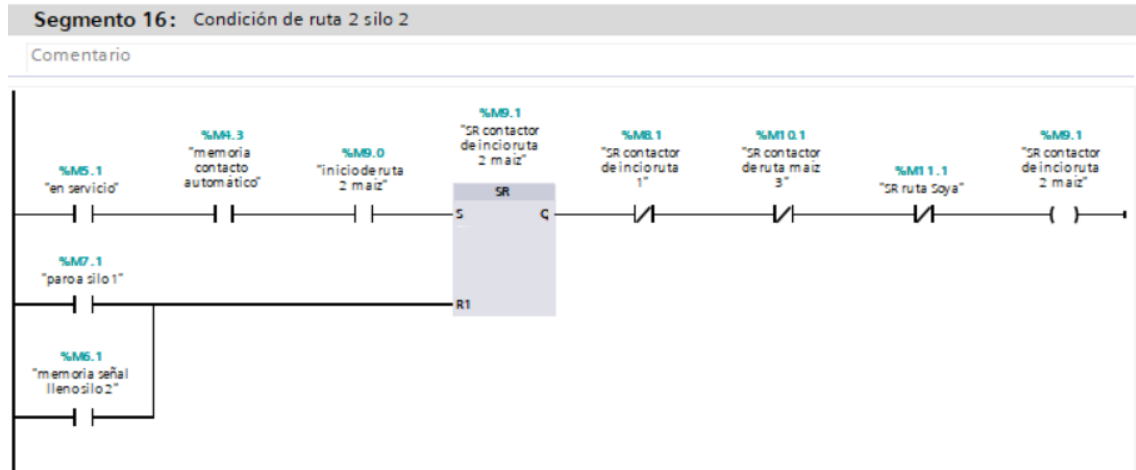 Segmento 16: Condición de ruta 2 silo 2
Comentario
%M5.1
"en servicio"
%M4.3
"memoria
contacto
automático"
%M9.0
"inicio de ruta
2 maiz"
%M9.1
"SR contactor
de incio ruta
2 maiz"
SR
S
Q
R1
%M8.1
"SR contactor
de incio ruta
1"
%M10.1
"SR contactor
de ruta maiz
3"
%M11.1
"SR ruta Soya"
%M9.1
"SR contactor
de incio ruta
2 maiz"
%M7.1
"paro a silo 1"
%M6.1
"memoria señal
lleno silo 2"